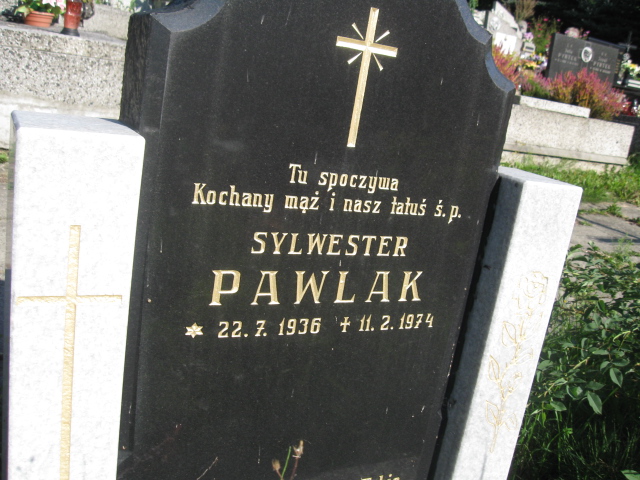 Tu spoczywa
Kochany mąż i nasz tatuś ś.p.
SYLWESTER
PAWLAK
22.7.1936 + 11.2.1974